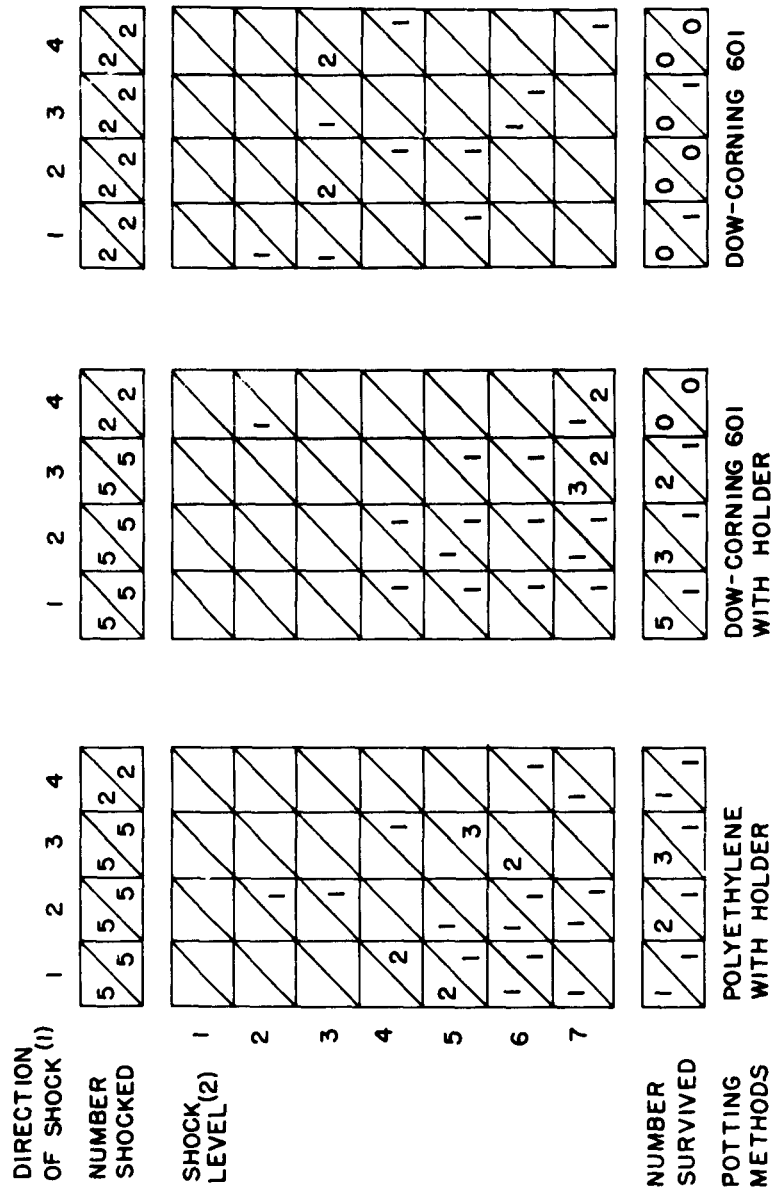 DIRECTION
OF SHOCK (1)
1 2 3 4 1 2 3 4 1 2 3 4
NUMBER
SHOCKED
5 5 5 5 5 5 2 2 5 5 5 5 5 5 2 2 2 2 2 2 2 2 2 2
SHOCK
LEVEL (2)
1
2 1 1 1
3 1 1 2 1 2
4 2 1 1 1 1 1
5 2 1 1 3 1 1 1 1 1 1
6 1 1 1 1 2 1 1 1 1 1 1
7 1 1 1 1 1 1 1 3 2 1 2 1
NUMBER
SURVIVED
1 1 2 1 3 1 1 1 5 1 3 1 2 1 0 0 0 1 0 0 0 1 0 0
POTTING
METHODS
POLYETHYLENE
WITH HOLDER
DOW-CORNING 601
WITH HOLDER
DOW-CORNING 601